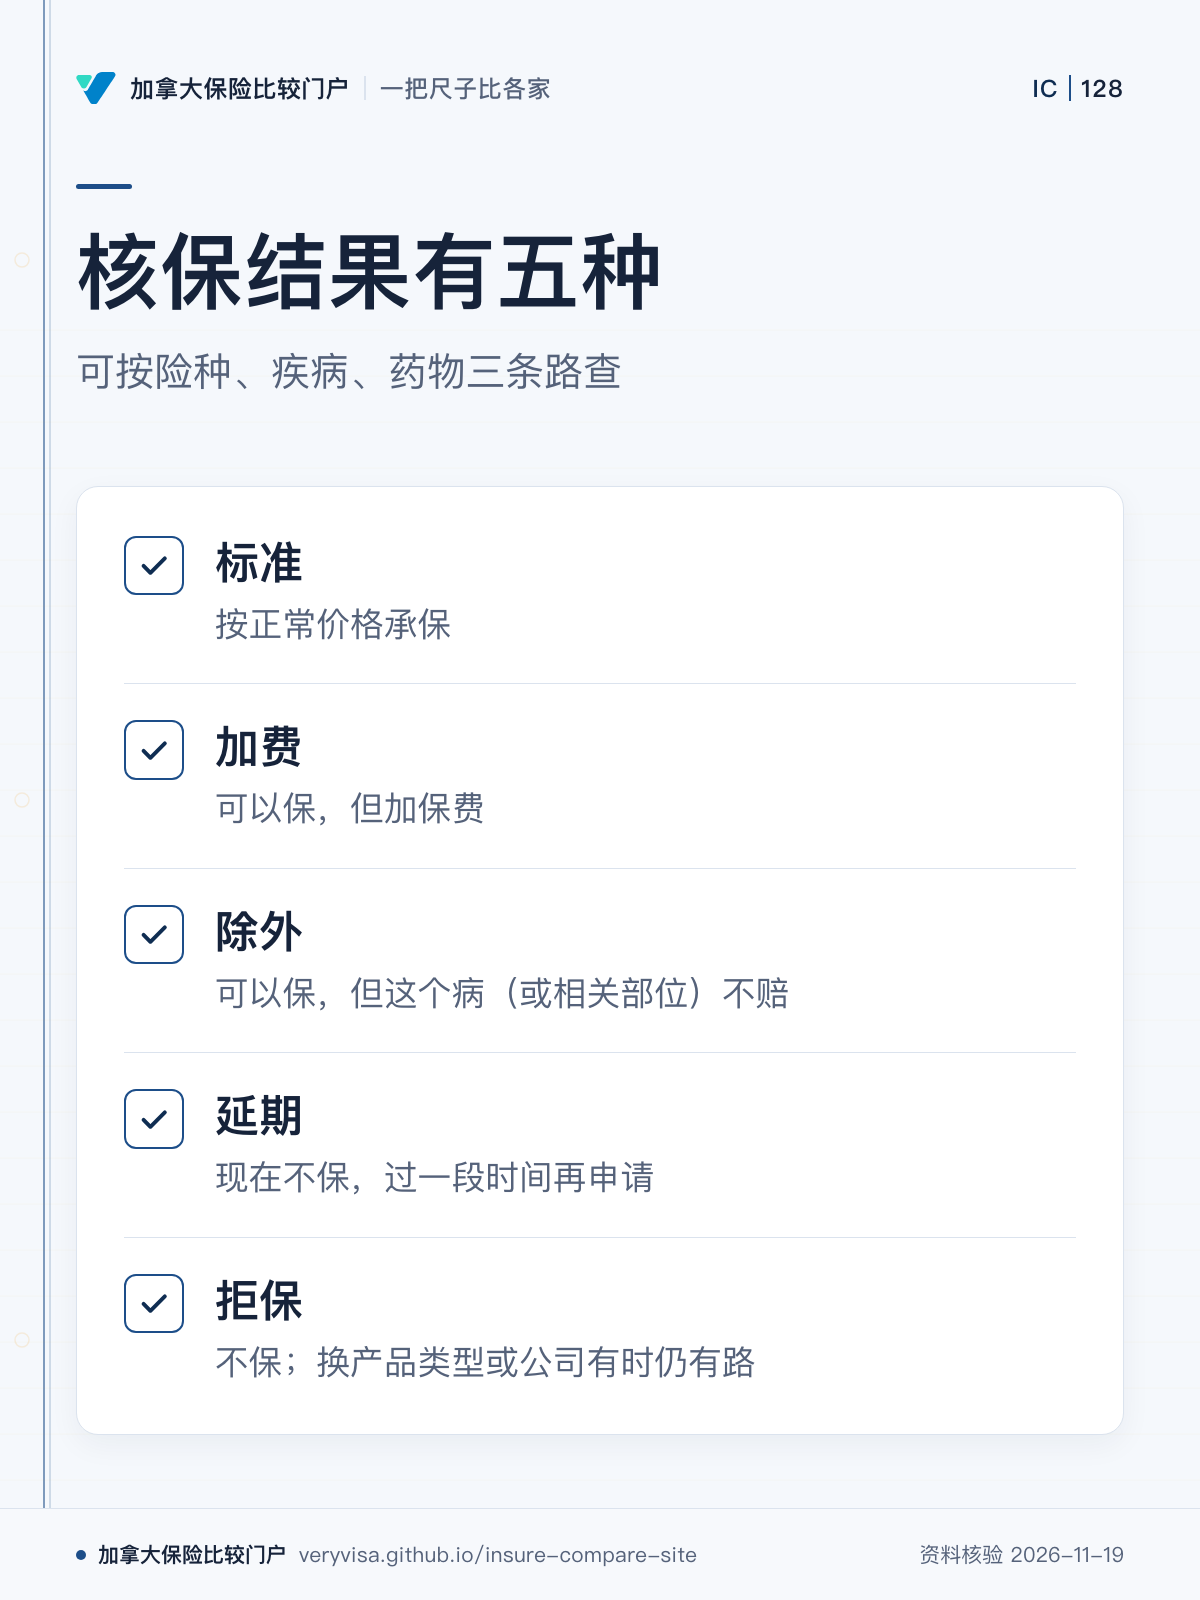 加拿大保险比较门户 一把尺子比各家
IC 128
核保结果有五种
可按险种、疾病、药物三条路查
标准
按正常价格承保
加费
可以保，但加保费
除外
可以保，但这个病（或相关部位）不赔
延期
现在不保，过一段时间再申请
拒保
不保；换产品类型或公司有时仍有路
加拿大保险比较门户 veryvisa.github.io/insure-compare-site
资料核验 2026-11-19